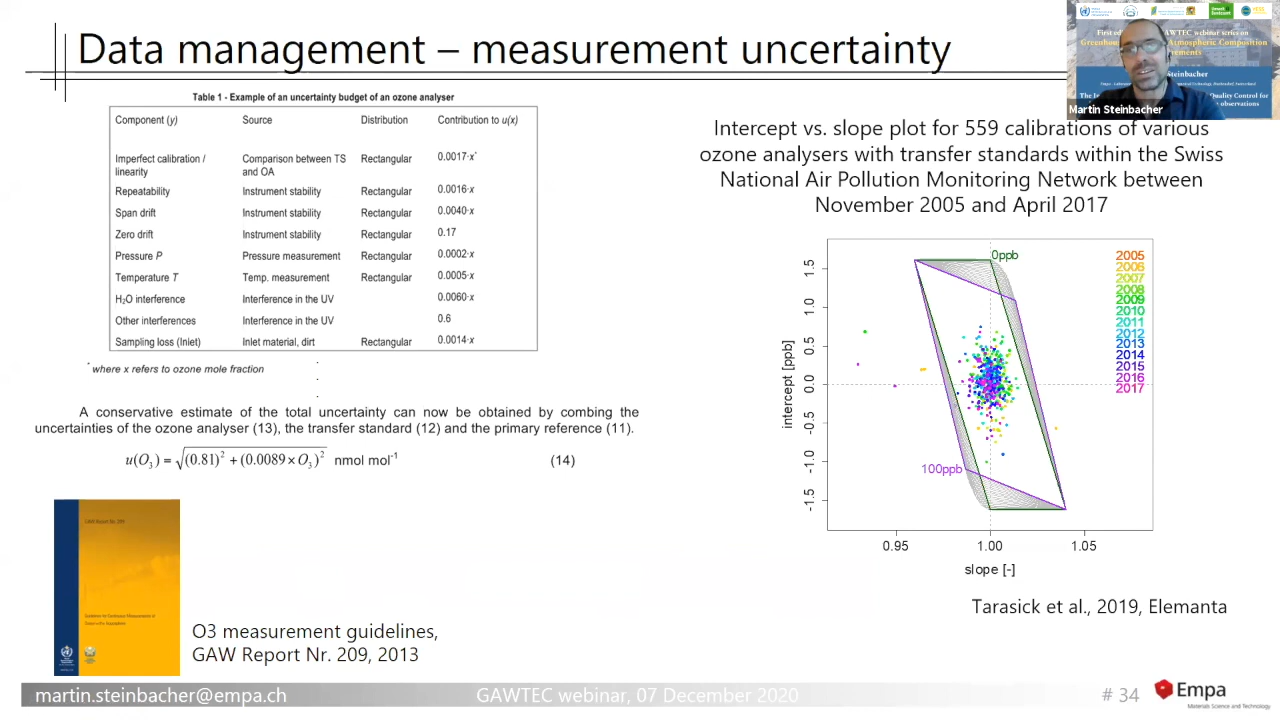 Data management – measurement uncertainty
Martin Steinbacher
Table 1 - Example of an uncertainty budget of an ozone analyser
Component (y) Source Distribution Contribution to u(x)
Imperfect calibration / linearity Comparison between TS and OA Rectangular 0.0017·x*
Repeatability Instrument stability Rectangular 0.0016·x
Span drift Instrument stability Rectangular 0.0040·x
Zero drift Instrument stability Rectangular 0.17
Pressure P Pressure measurement Rectangular 0.0002·x
Temperature T Temp. measurement Rectangular 0.0005·x
H₂O interference Interference in the UV 0.0060·x
Other interferences Interference in the UV 0.6
Sampling loss (Inlet) Inlet material, dirt Rectangular 0.0014·x
* where x refers to ozone mole fraction
A conservative estimate of the total uncertainty can now be obtained by combing the
uncertainties of the ozone analyser (13), the transfer standard (12) and the primary reference (11).
u(O₃) = √(0.81)² + (0.0089 × O₃)² nmol mol⁻¹ (14)
GAW Report Nr. 209
O3 measurement guidelines,
GAW Report Nr. 209, 2013
Intercept vs. slope plot for 559 calibrations of various
ozone analysers with transfer standards within the Swiss
National Air Pollution Monitoring Network between
November 2005 and April 2017
0ppb
100ppb
2005
2006
2007
2008
2009
2010
2011
2012
2013
2014
2015
2016
2017
intercept [ppb]
1.5
1.0
0.5
0.0
-0.5
-1.0
-1.5
0.95 1.00 1.05
slope [-]
Tarasick et al., 2019, Elemanta
martin.steinbacher@empa.ch GAWTEC webinar, 07 December 2020 # 34
Empa
Materials Science and Technology